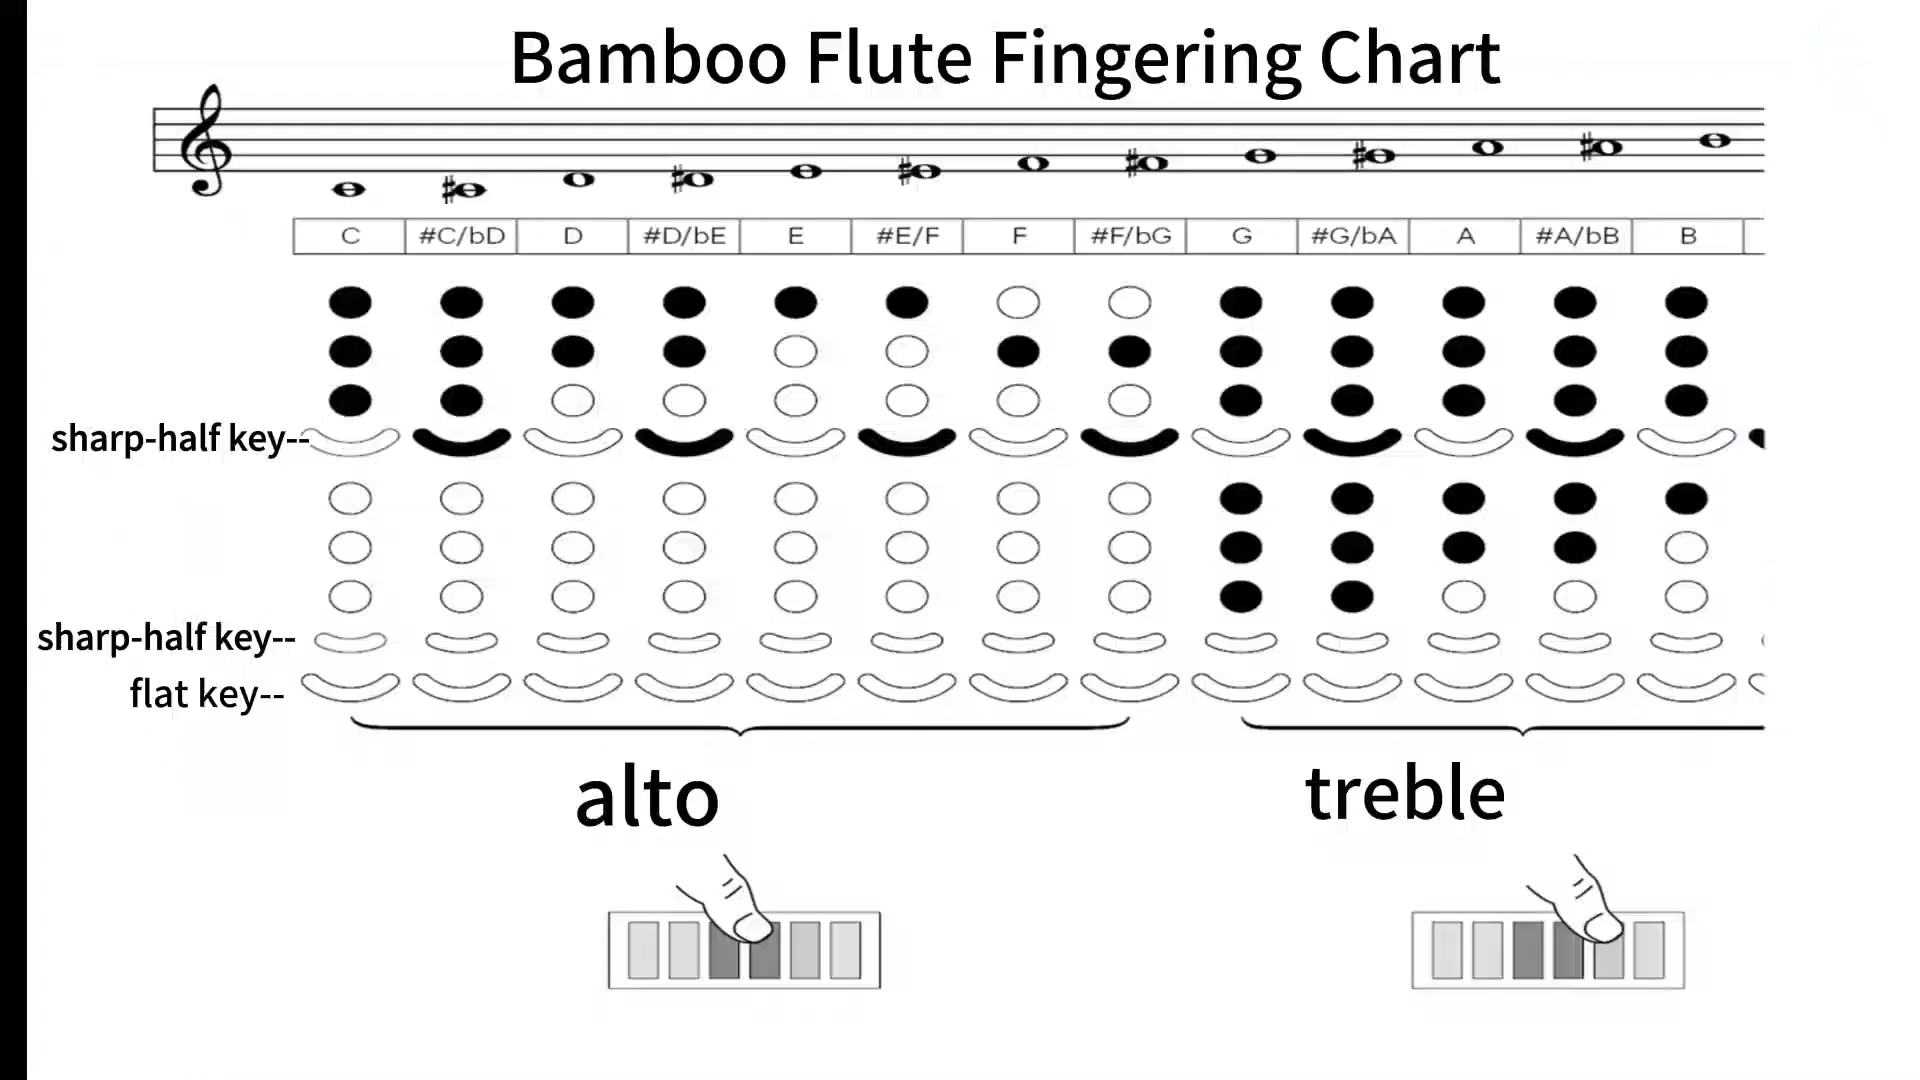 Bamboo Flute Fingering Chart
C #C/bD D #D/bE E #E/F F #F/bG G #G/bA A #A/bB B
sharp-half key--
sharp-half key--
flat key--
alto treble